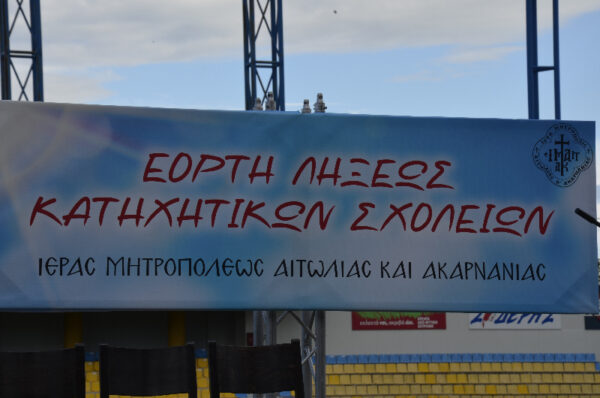 ΕΟΡΤΗ ΛΗΞΕΩΣ
ΚΑΤΗΧΗΤΙΚΩΝ ΣΧΟΛΕΙΩΝ
ΙΕΡΑΣ ΜΗΤΡΟΠΟΛΕΩΣ ΑΙΤΩΛΙΑΣ ΚΑΙ ΑΚΑΡΝΑΝΙΑΣ